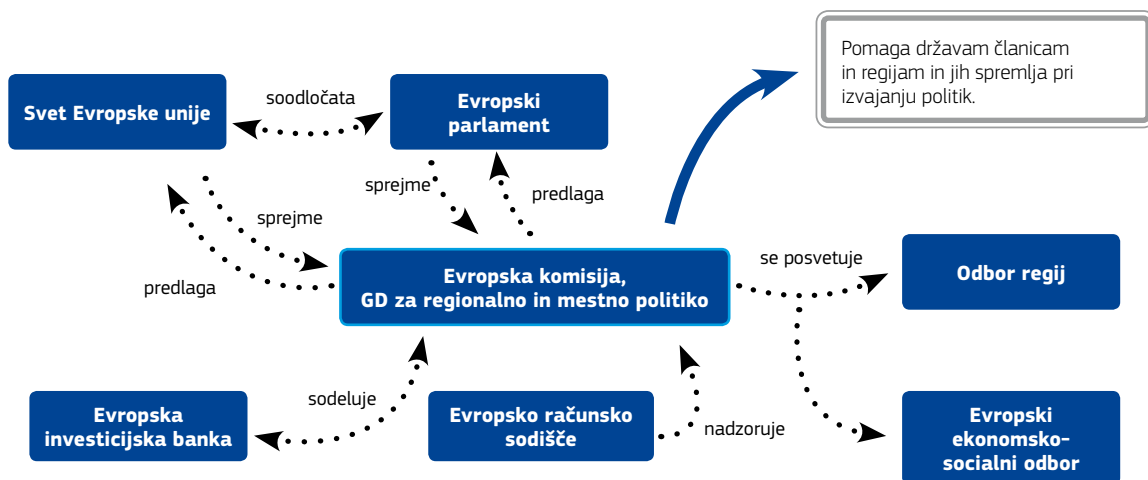 Pomaga državam članicam
in regijam in jih spremlja pri
izvajanju politik.
Svet Evropske unije
soodločata
Evropski
parlament
sprejme
predlaga
sprejme
predlaga
Evropska komisija,
GD za regionalno in mestno politiko
se posvetuje
Odbor regij
Evropska
investicijska banka
sodeluje
Evropsko računsko
sodišče
nadzoruje
Evropski
ekonomsko-
socialni odbor